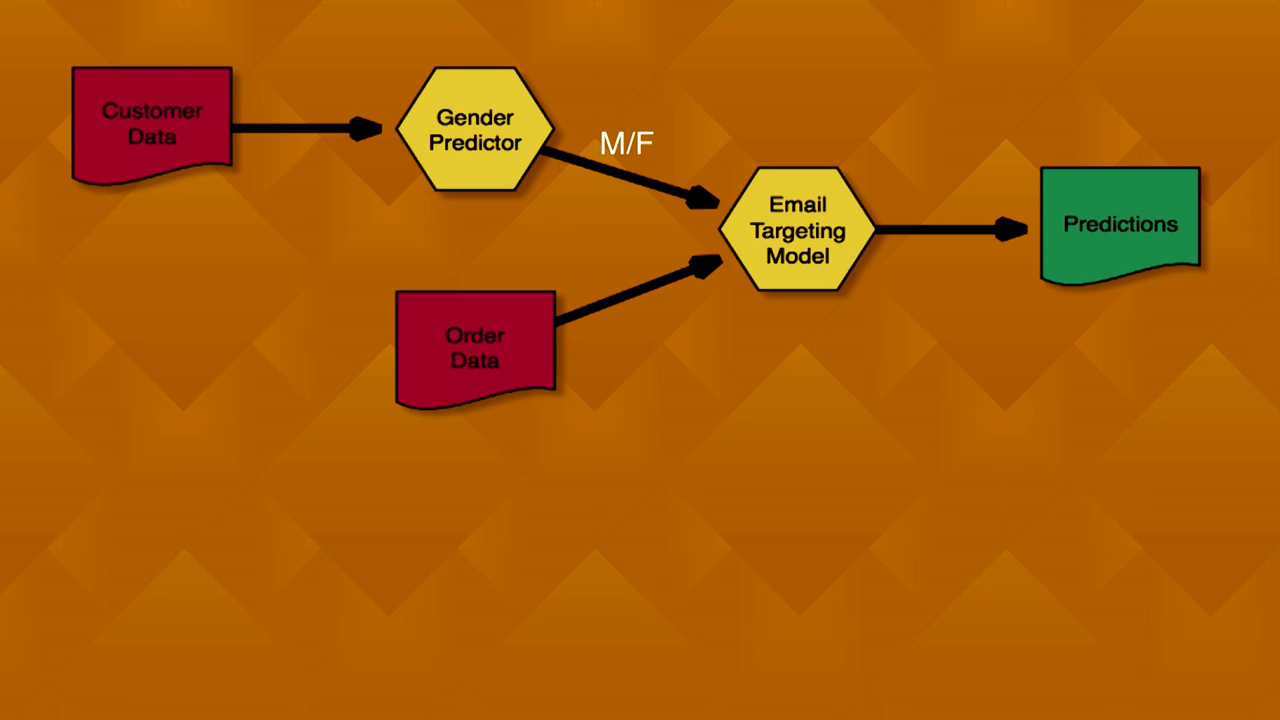 Customer
Data
Gender
Predictor
M/F
Email
Targeting
Model
Predictions
Order
Data